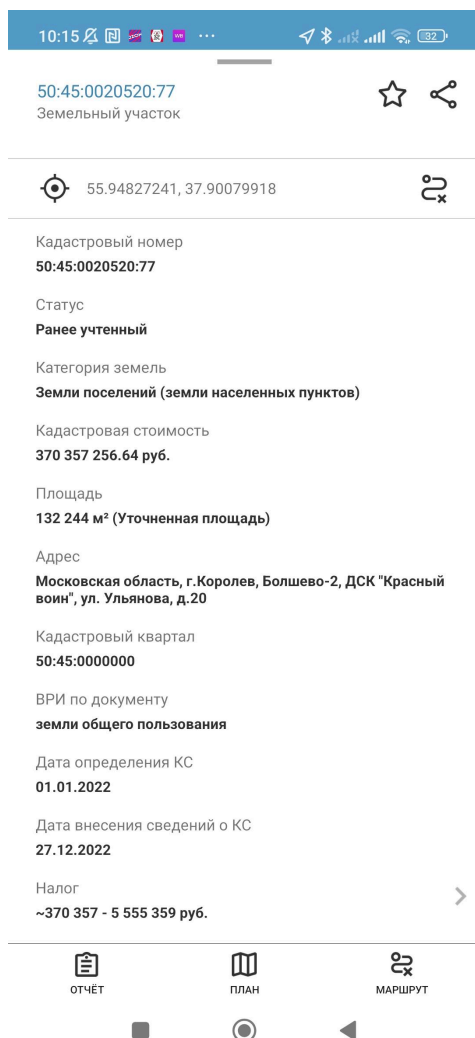 10:15
32
50:45:0020520:77
Земельный участок
55.94827241, 37.90079918
Кадастровый номер
50:45:0020520:77
Статус
Ранее учтенный
Категория земель
Земли поселений (земли населенных пунктов)
Кадастровая стоимость
370 357 256.64 руб.
Площадь
132 244 м² (Уточненная площадь)
Адрес
Московская область, г.Королев, Болшево-2, ДСК "Красный
воин", ул. Ульянова, д.20
Кадастровый квартал
50:45:0000000
ВРИ по документу
земли общего пользования
Дата определения КС
01.01.2022
Дата внесения сведений о КС
27.12.2022
Налог
~370 357 - 5 555 359 руб.
ОТЧЁТ
ПЛАН
МАРШРУТ